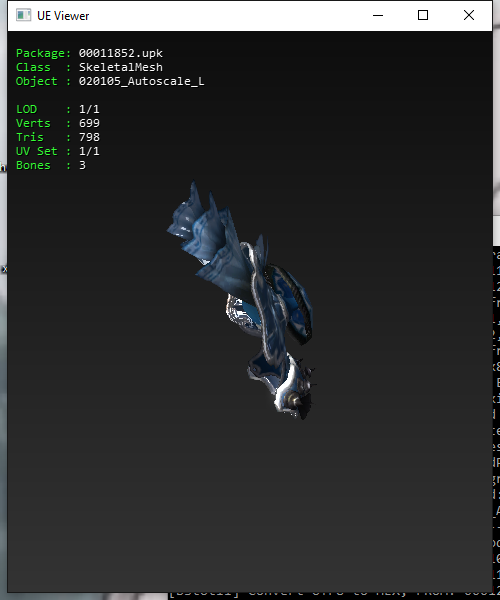 UE Viewer
Package: 00011852.upk
Class : SkeletalMesh
Object : 020105_Autoscale_L
LOD : 1/1
Verts : 699
Tris : 798
UV Set : 1/1
Bones : 3